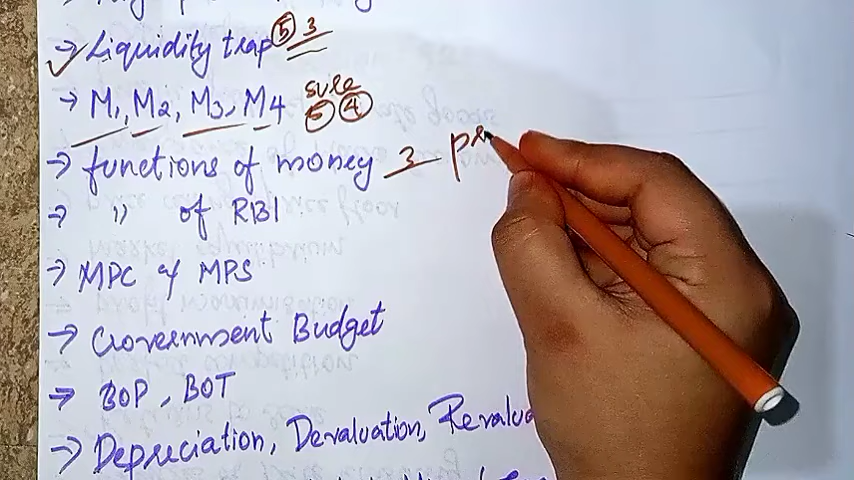 → Liquidity trap ⑤ 3
→ M1, M2, M3, M4 sure ⑤ ④
→ functions of money 3
→ " of RBI
→ MPC & MPS
→ Government Budget
→ BOP, BOT
→ Depreciation, Devaluation, Revalua